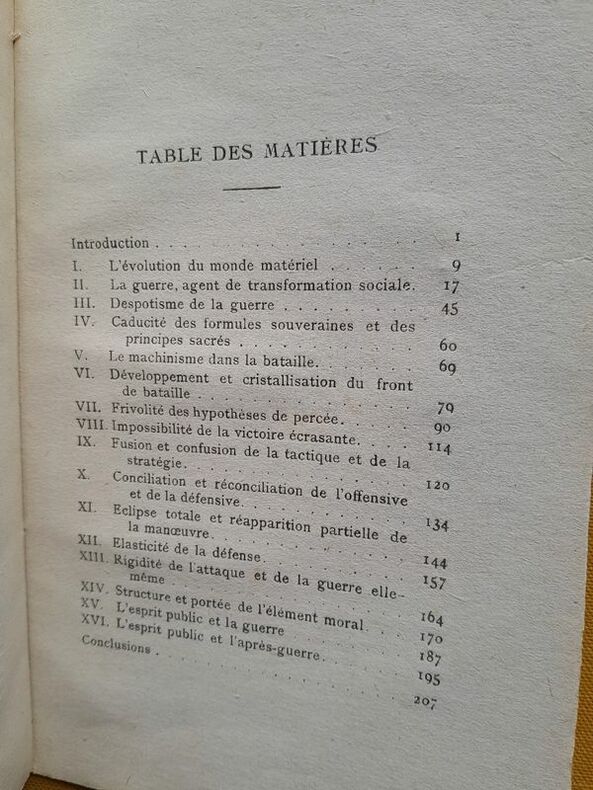 TABLE DES MATIÈRES
Introduction . . . . . . . . . . . . . 1
I. L'évolution du monde matériel . . . . . . 9
II. La guerre, agent de transformation sociale. 17
III. Despotisme de la guerre . . . . . . . . 45
IV. Caducité des formules souveraines et des
principes sacrés . . . . . . . . . . 60
V. Le machinisme dans la bataille. . . . . . 69
VI. Développement et cristallisation du front
de bataille . . . . . . . . . . . . 79
VII. Frivolité des hypothèses de percée. . . . . 90
VIII. Impossibilité de la victoire écrasante. . . . 114
IX. Fusion et confusion de la tactique et de la
stratégie. . . . . . . . . . . . . 120
X. Conciliation et réconciliation de l'offensive
et de la défensive. . . . . . . . . . 134
XI. Eclipse totale et réapparition partielle de
la manœuvre. . . . . . . . . . . . 144
XII. Elasticité de la défense. . . . . . . . . 157
XIII. Rigidité de l'attaque et de la guerre elle-
même . . . . . . . . . . . . . . 164
XIV. Structure et portée de l'élément moral . . . 170
XV. L'esprit public et la guerre . . . . . . . 187
XVI. L'esprit public et l'après-guerre. . . . . . 195
Conclusions . . . . . . . . . . . . . 207